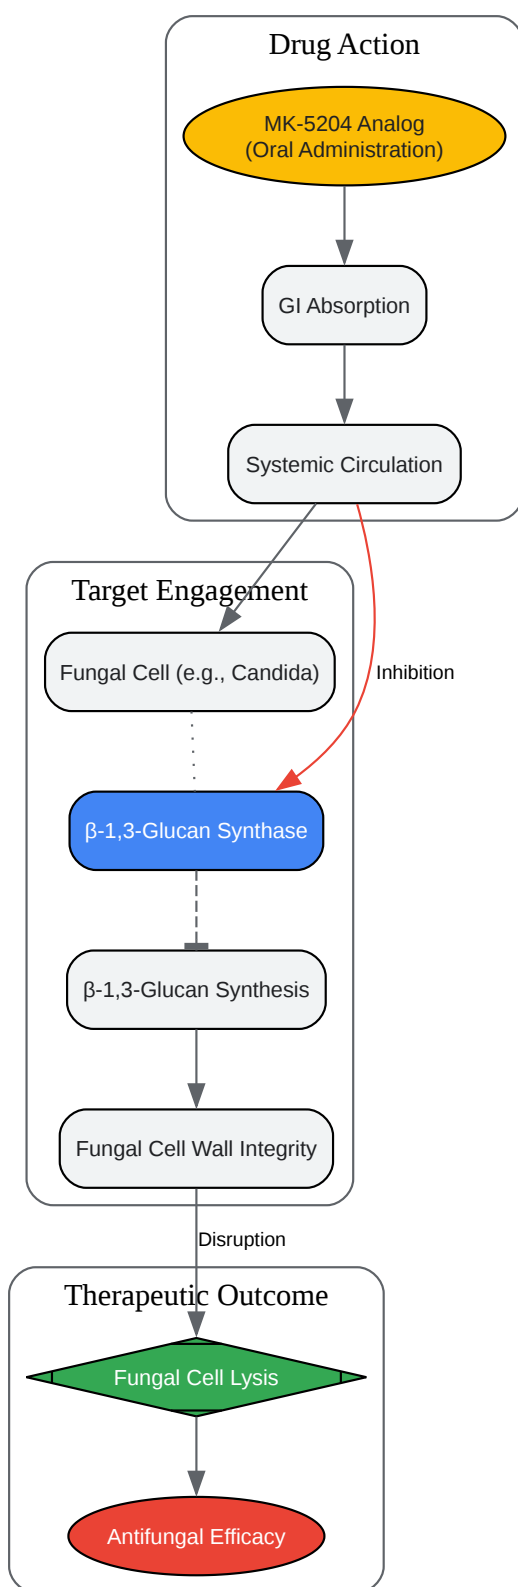 Drug Action
MK-5204 Analog
(Oral Administration)
GI Absorption
Systemic Circulation
Target Engagement
Fungal Cell (e.g., Candida)
Inhibition
β-1,3-Glucan Synthase
β-1,3-Glucan Synthesis
Fungal Cell Wall Integrity
Disruption
Therapeutic Outcome
Fungal Cell Lysis
Antifungal Efficacy